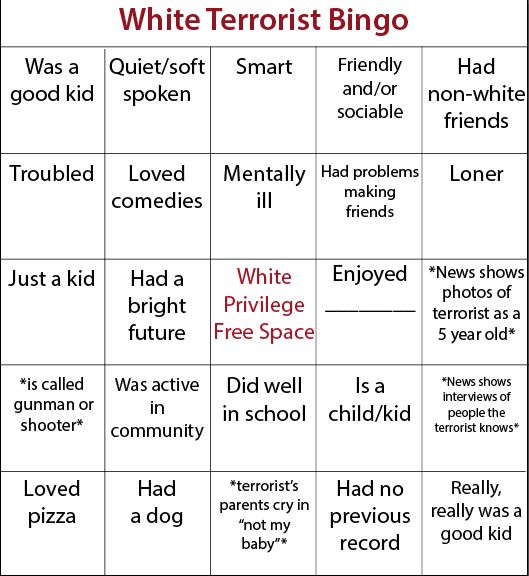 White Terrorist Bingo
Was a
good kid
Quiet/soft
spoken
Smart
Friendly
and/or
sociable
Had
non-white
friends
Troubled
Loved
comedies
Mentally
ill
Had problems
making
friends
Loner
Just a kid
Had a
bright
future
White
Privilege
Free Space
Enjoyed
________
*News shows
photos of
terrorist as a
5 year old*
*is called
gunman or
shooter*
Was active
in
community
Did well
in school
Is a
child/kid
*News shows
interviews of
people the
terrorist knows*
Loved
pizza
Had
a dog
*terrorist’s
parents cry in
“not my
baby”*
Had no
previous
record
Really,
really was a
good kid